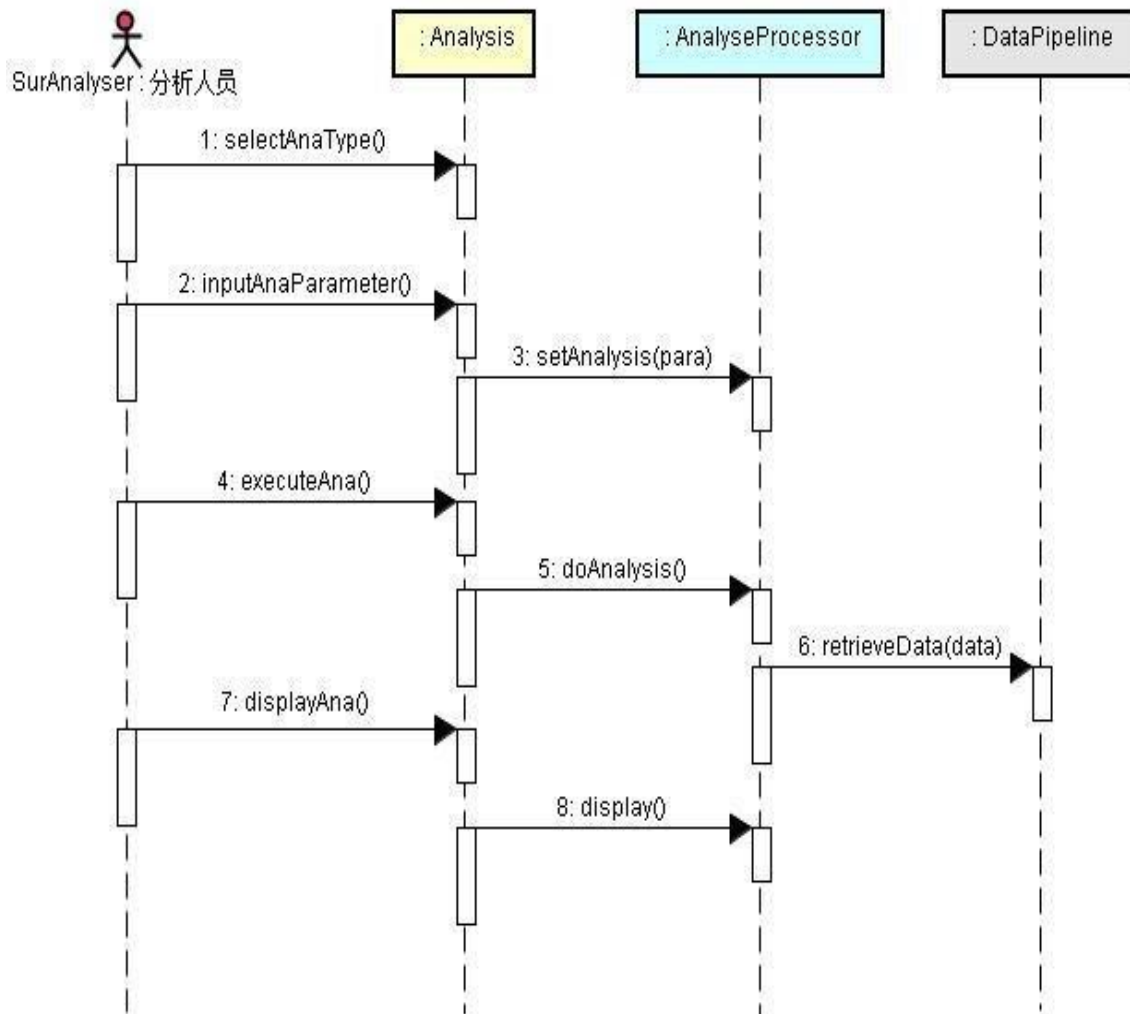 : Analysis
: AnalyseProcessor
: DataPipeline
SurAnalyser : 分析人员
1: selectAnaType()
2: inputAnaParameter()
3: setAnalysis(para)
4: executeAna()
5: doAnalysis()
6: retrieveData(data)
7: displayAna()
8: display()